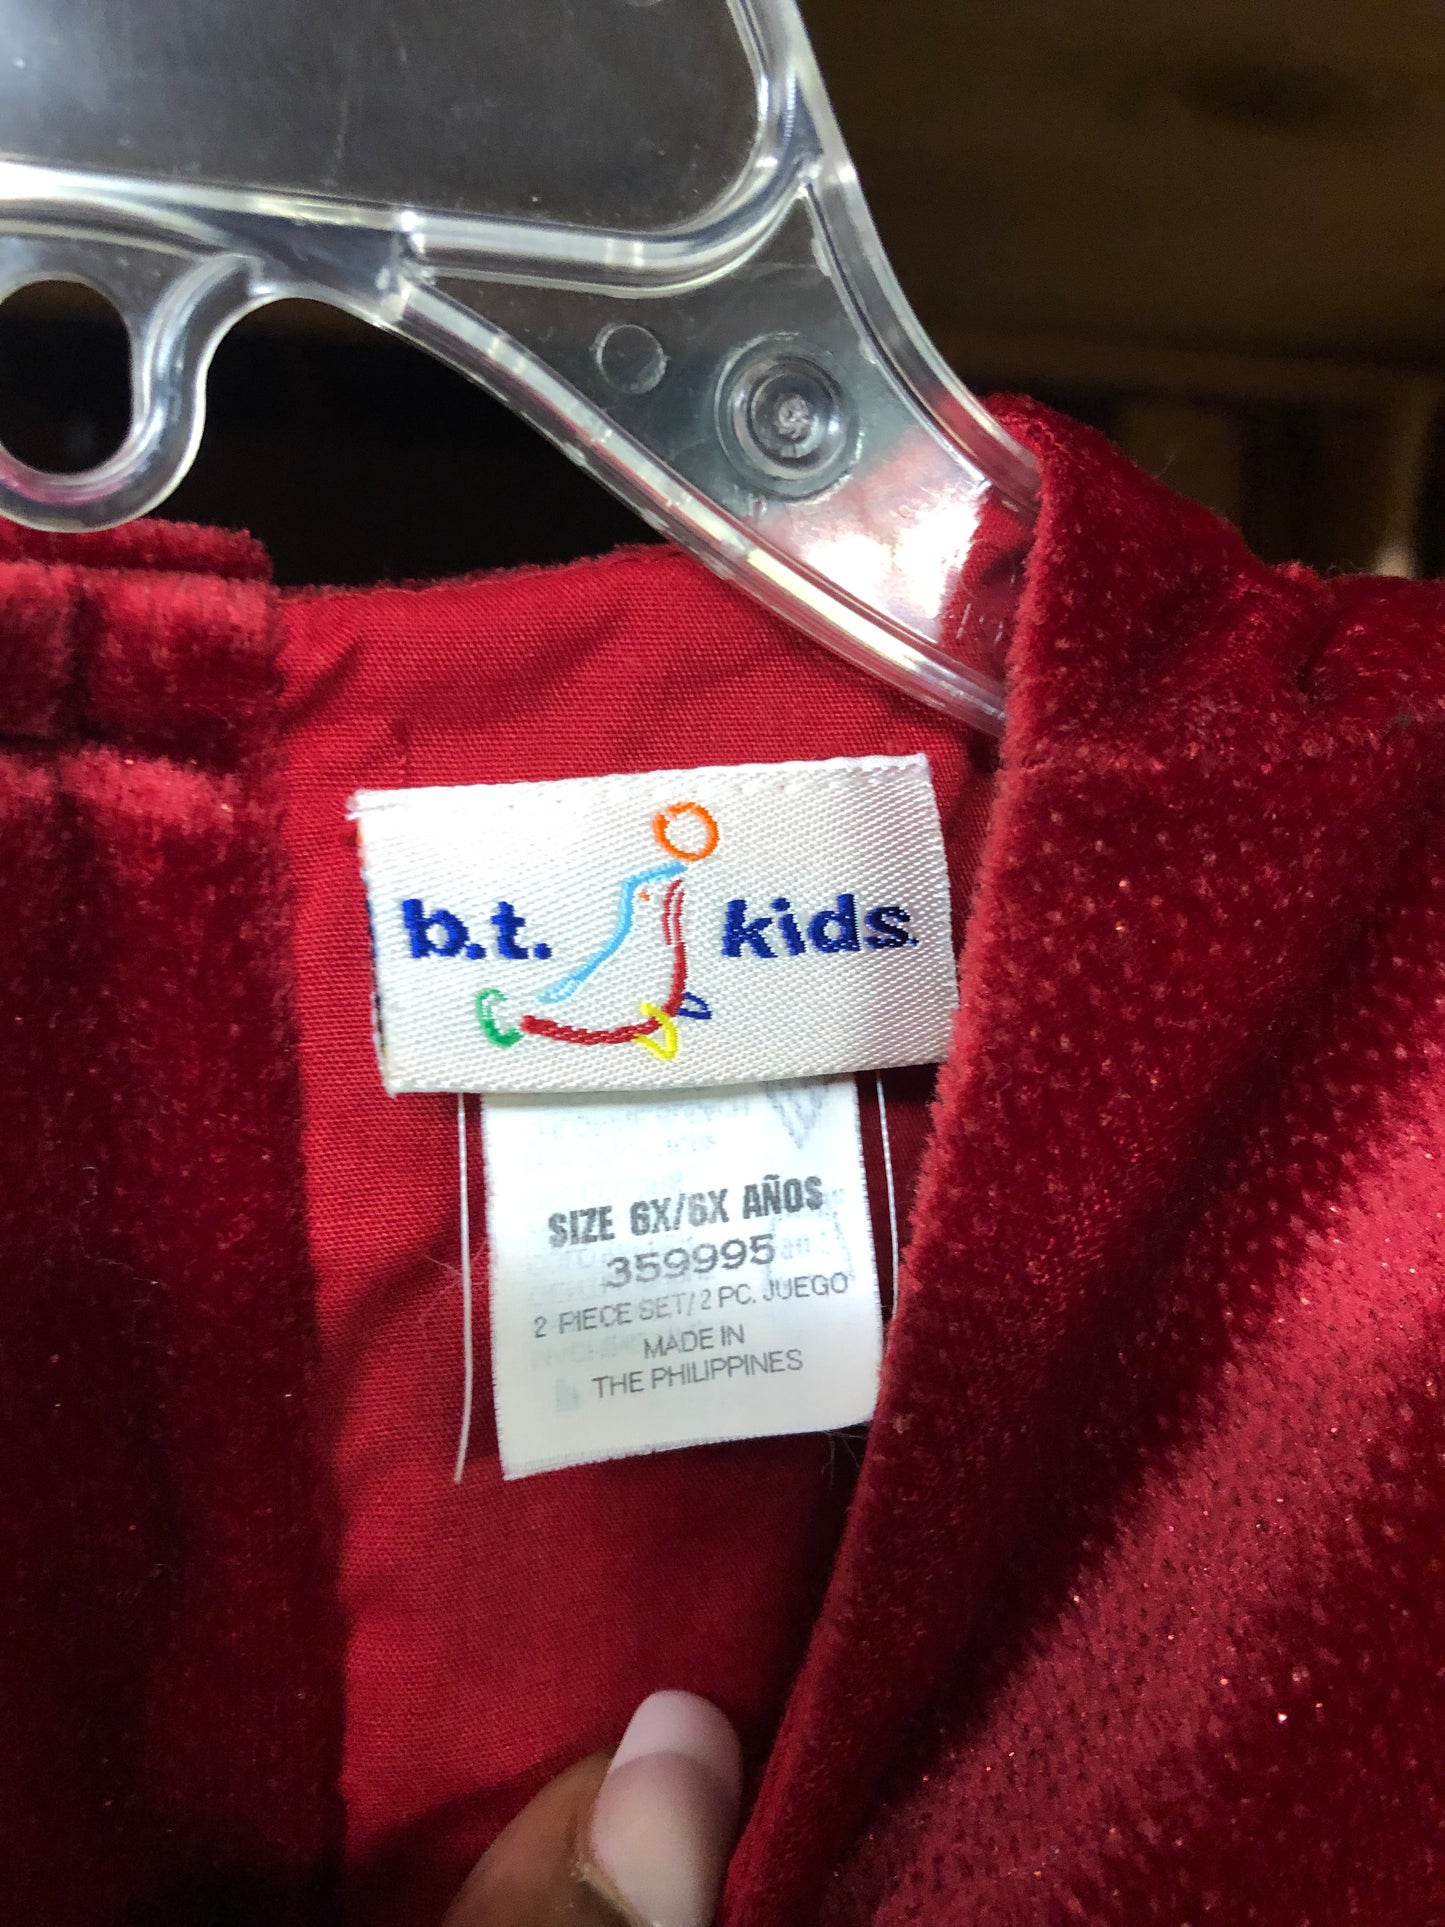 b.t. kids.
SIZE 6X/6X AÑOS
359995
2 PIECE SET/2 PC. JUEGO
MADE IN
THE PHILIPPINES